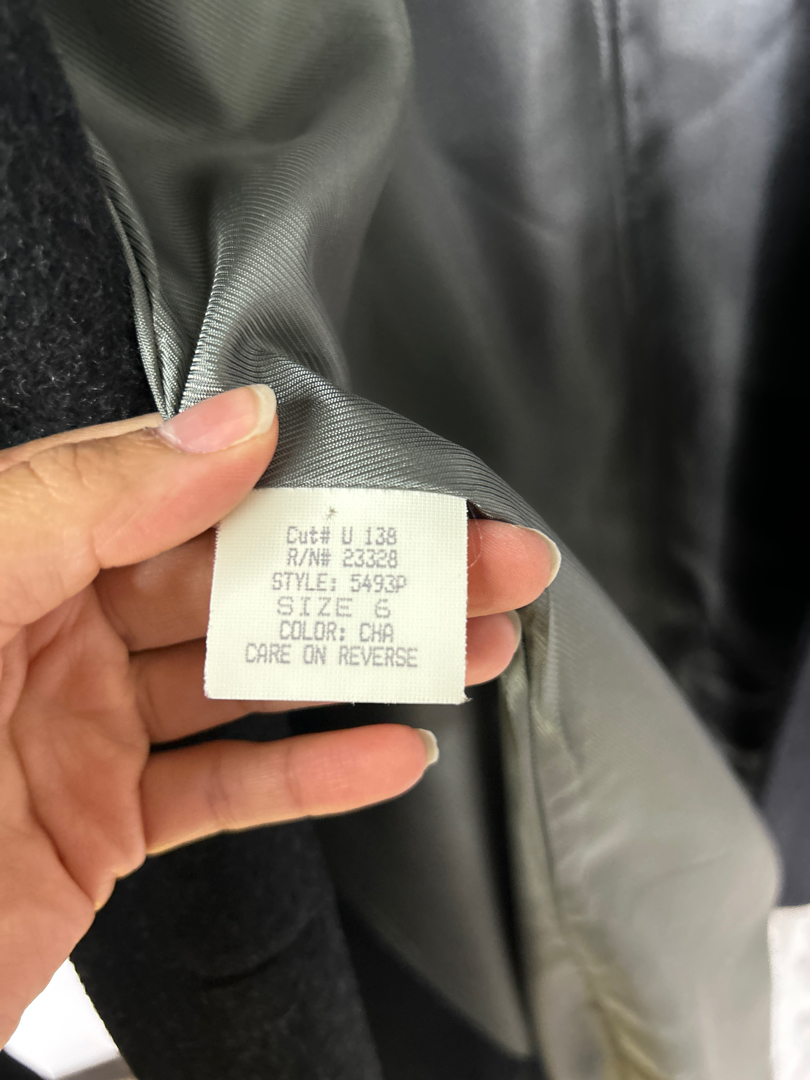 Cut# U 138
R/N# 23328
STYLE: 5493P
SIZE 6
COLOR: CHA
CARE ON REVERSE